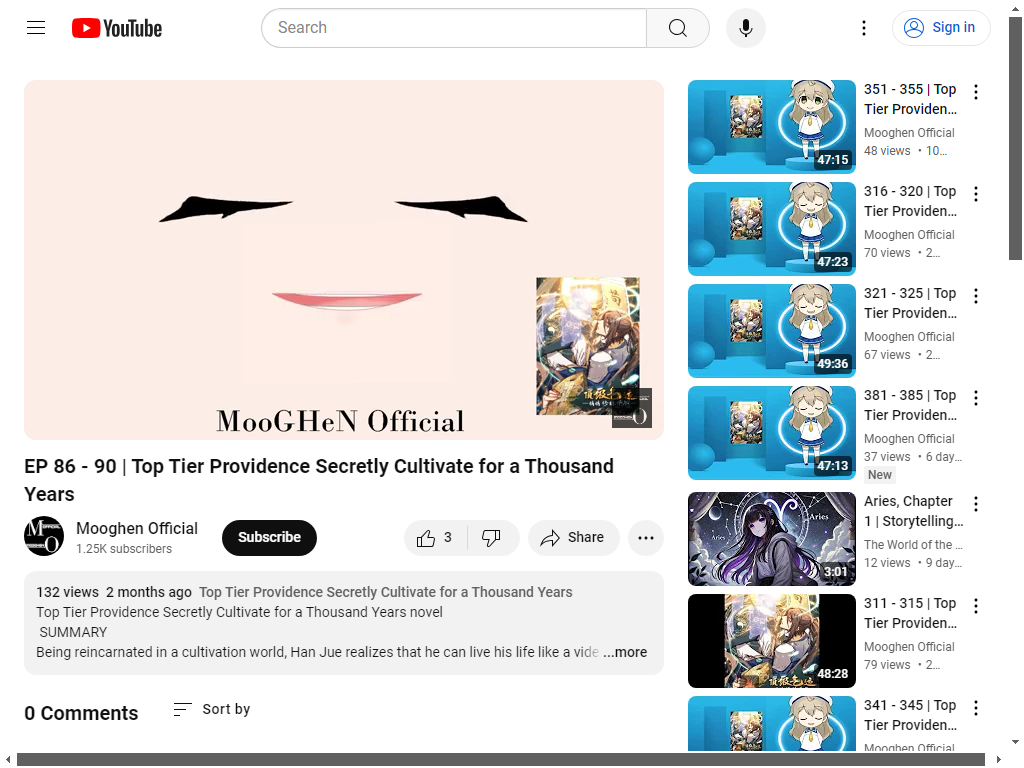 YouTube
Search
Sign in
MooGHeN Official
EP 86 - 90 | Top Tier Providence Secretly Cultivate for a Thousand
Years
Mooghen Official
1.25K subscribers
Subscribe
3
Share
132 views 2 months ago Top Tier Providence Secretly Cultivate for a Thousand Years
Top Tier Providence Secretly Cultivate for a Thousand Years novel
SUMMARY
Being reincarnated in a cultivation world, Han Jue realizes that he can live his life like a vide ...more
0 Comments
Sort by
47:15
351 - 355 | Top
Tier Providen...
Mooghen Official
48 views • 10...
47:23
316 - 320 | Top
Tier Providen...
Mooghen Official
70 views • 2...
49:36
321 - 325 | Top
Tier Providen...
Mooghen Official
67 views • 2...
47:13
381 - 385 | Top
Tier Providen...
Mooghen Official
37 views • 6 day...
New
Aries
Aries
3:01
Aries, Chapter
1 | Storytelling...
The World of the ...
12 views • 9 day...
48:28
311 - 315 | Top
Tier Providen...
Mooghen Official
79 views • 2...
341 - 345 | Top
Tier Providen...
Mooghen Official